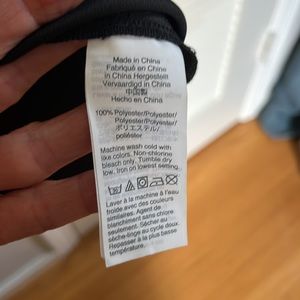 Made in China
Fabriqué en Chine
in China Hergestellt
Vervaardigd in China
中国製
Hecho en China
100% Polyester/Polyester/
Polyester/Polyester/
ポリエステル/
poliéster
Machine wash cold with
like colors. Non-chlorine
bleach only. Tumble dry
low. Iron on lowest setting.
Laver à la machine à l'eau
froide avec des couleurs
similaires. Agent de
blanchiment sans chlore
seulement. Sécher au
sèche-linge au cycle doux
Repasser à la plus basse
température.